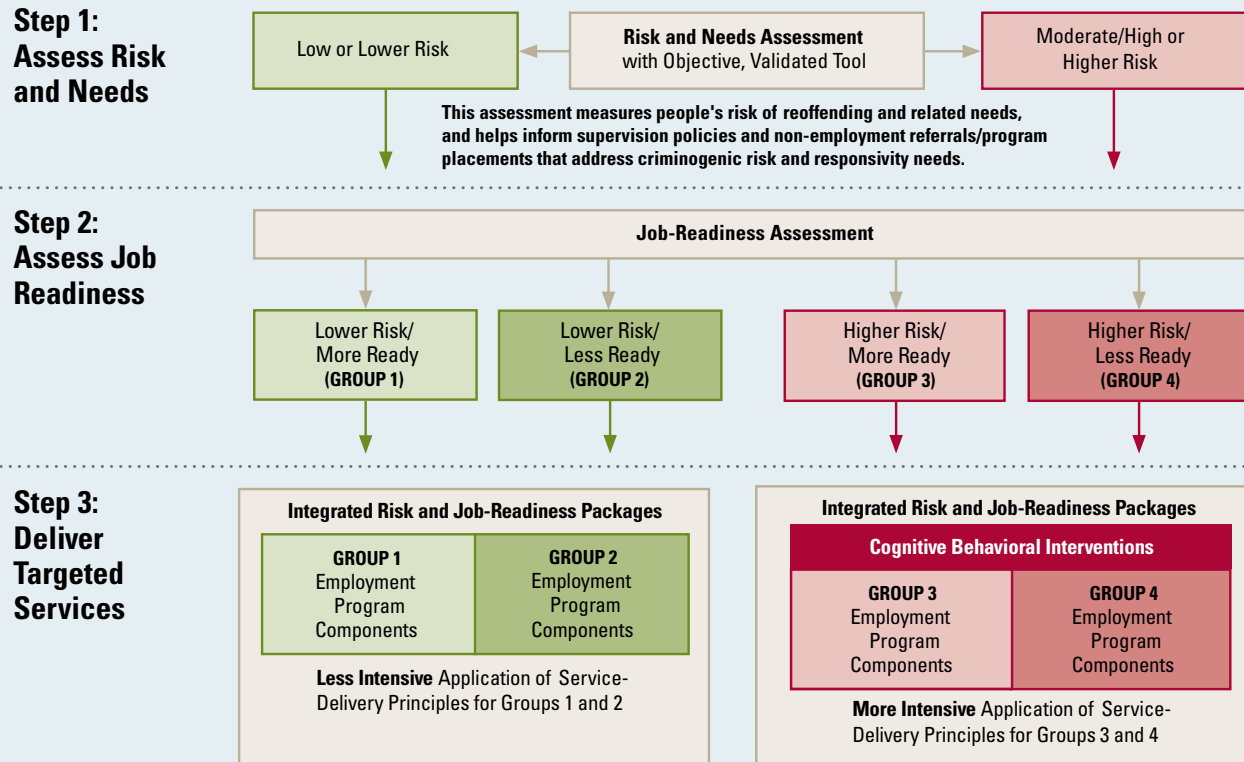 Step 1:
Assess Risk
and Needs
Low or Lower Risk
Risk and Needs Assessment
with Objective, Validated Tool
Moderate/High or
Higher Risk
This assessment measures people's risk of reoffending and related needs,
and helps inform supervision policies and non-employment referrals/program
placements that address criminogenic risk and responsivity needs.
Step 2:
Assess Job
Readiness
Job-Readiness Assessment
Lower Risk/
More Ready
(GROUP 1)
Lower Risk/
Less Ready
(GROUP 2)
Higher Risk/
More Ready
(GROUP 3)
Higher Risk/
Less Ready
(GROUP 4)
Step 3:
Deliver
Targeted
Services
Integrated Risk and Job-Readiness Packages
GROUP 1
Employment
Program
Components
GROUP 2
Employment
Program
Components
Less Intensive Application of Service-
Delivery Principles for Groups 1 and 2
Integrated Risk and Job-Readiness Packages
Cognitive Behavioral Interventions
GROUP 3
Employment
Program
Components
GROUP 4
Employment
Program
Components
More Intensive Application of Service-
Delivery Principles for Groups 3 and 4